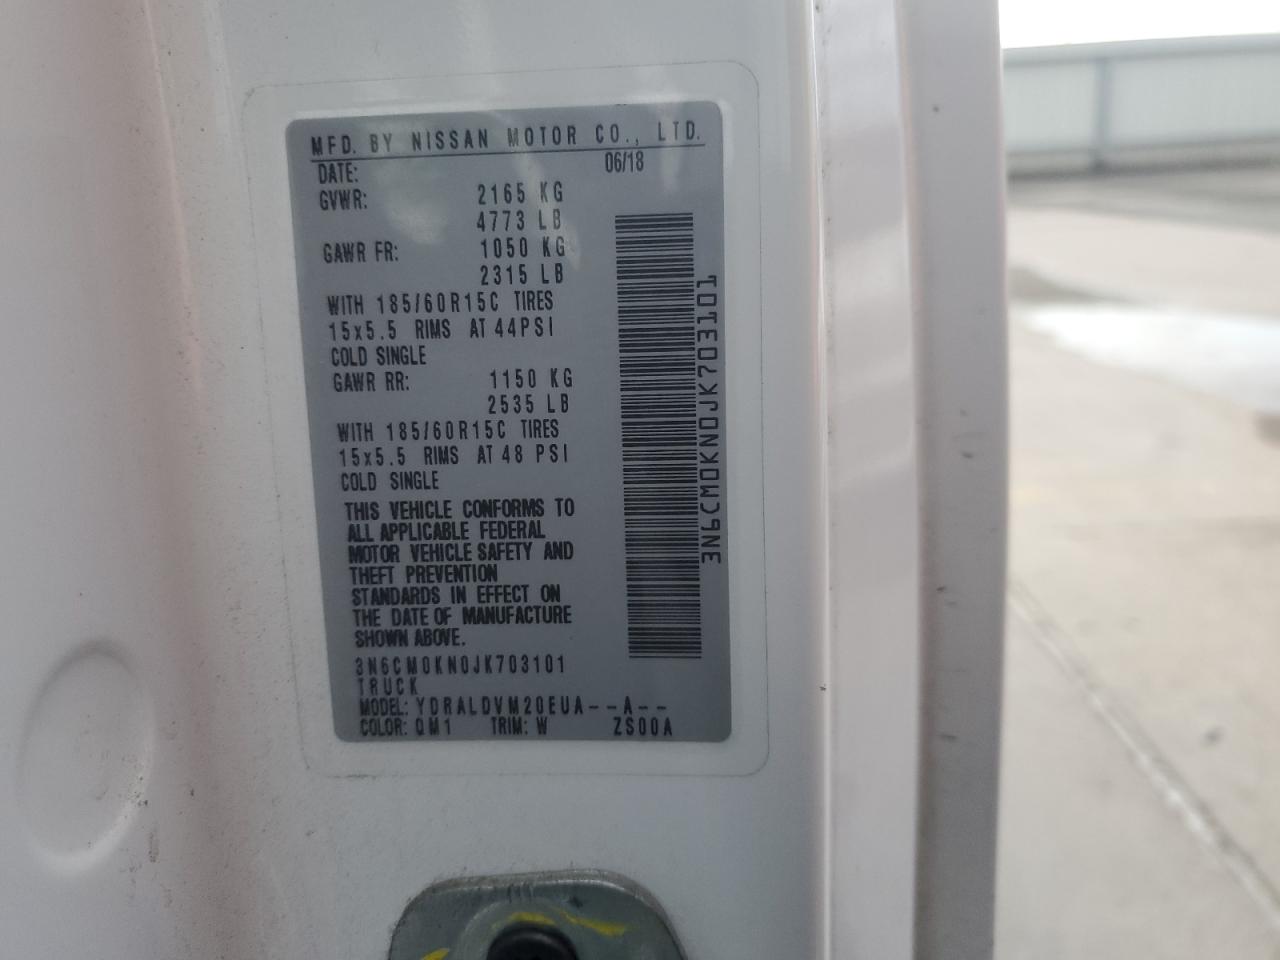 MFD. BY NISSAN MOTOR CO., LTD.
DATE: 06/18
GVWR: 2165 KG
4773 LB
GAWR FR: 1050 KG
2315 LB
WITH 185/60R15C TIRES
15x5.5 RIMS AT 44PSI
COLD SINGLE
GAWR RR: 1150 KG
2535 LB
WITH 185/60R15C TIRES
15x5.5 RIMS AT 48 PSI
COLD SINGLE
THIS VEHICLE CONFORMS TO
ALL APPLICABLE FEDERAL
MOTOR VEHICLE SAFETY AND
THEFT PREVENTION
STANDARDS IN EFFECT ON
THE DATE OF MANUFACTURE
SHOWN ABOVE.
3N6CM0KN0JK703101
TRUCK
MODEL: YDRALDVM20EUA--A--
COLOR: QM1 TRIM: W ZS00A
3N6CM0KN0JK703101